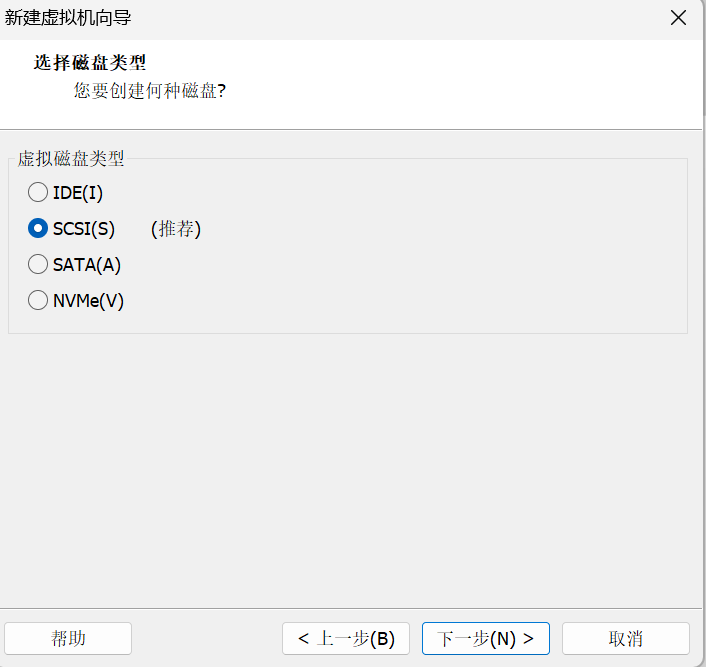 新建虚拟机向导
选择磁盘类型
您要创建何种磁盘?
虚拟磁盘类型
IDE(I)
SCSI(S) (推荐)
SATA(A)
NVMe(V)
帮助 < 上一步(B) 下一步(N) > 取消